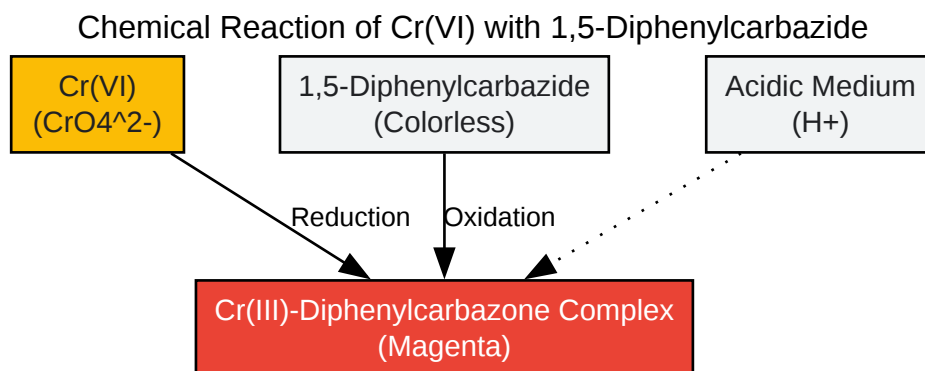 Chemical Reaction of Cr(VI) with 1,5-Diphenylcarbazide
Cr(VI)
(CrO4^2-)
1,5-Diphenylcarbazide
(Colorless)
Acidic Medium
(H+)
Reduction
Oxidation
Cr(III)-Diphenylcarbazone Complex
(Magenta)